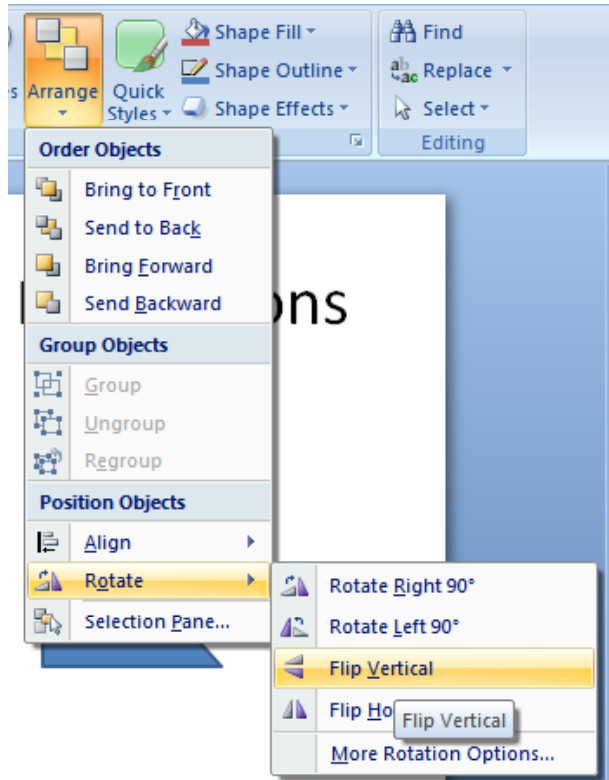 Shape Fill
Find
Shape Outline
Replace
Arrange
Quick
Styles
Shape Effects
Select
Editing
Order Objects
Bring to Front
Send to Back
Bring Forward
Send Backward
Group Objects
Group
Ungroup
Regroup
Position Objects
Align
Rotate
Selection Pane...
Rotate Right 90°
Rotate Left 90°
Flip Vertical
Flip
Flip Vertical
More Rotation Options...